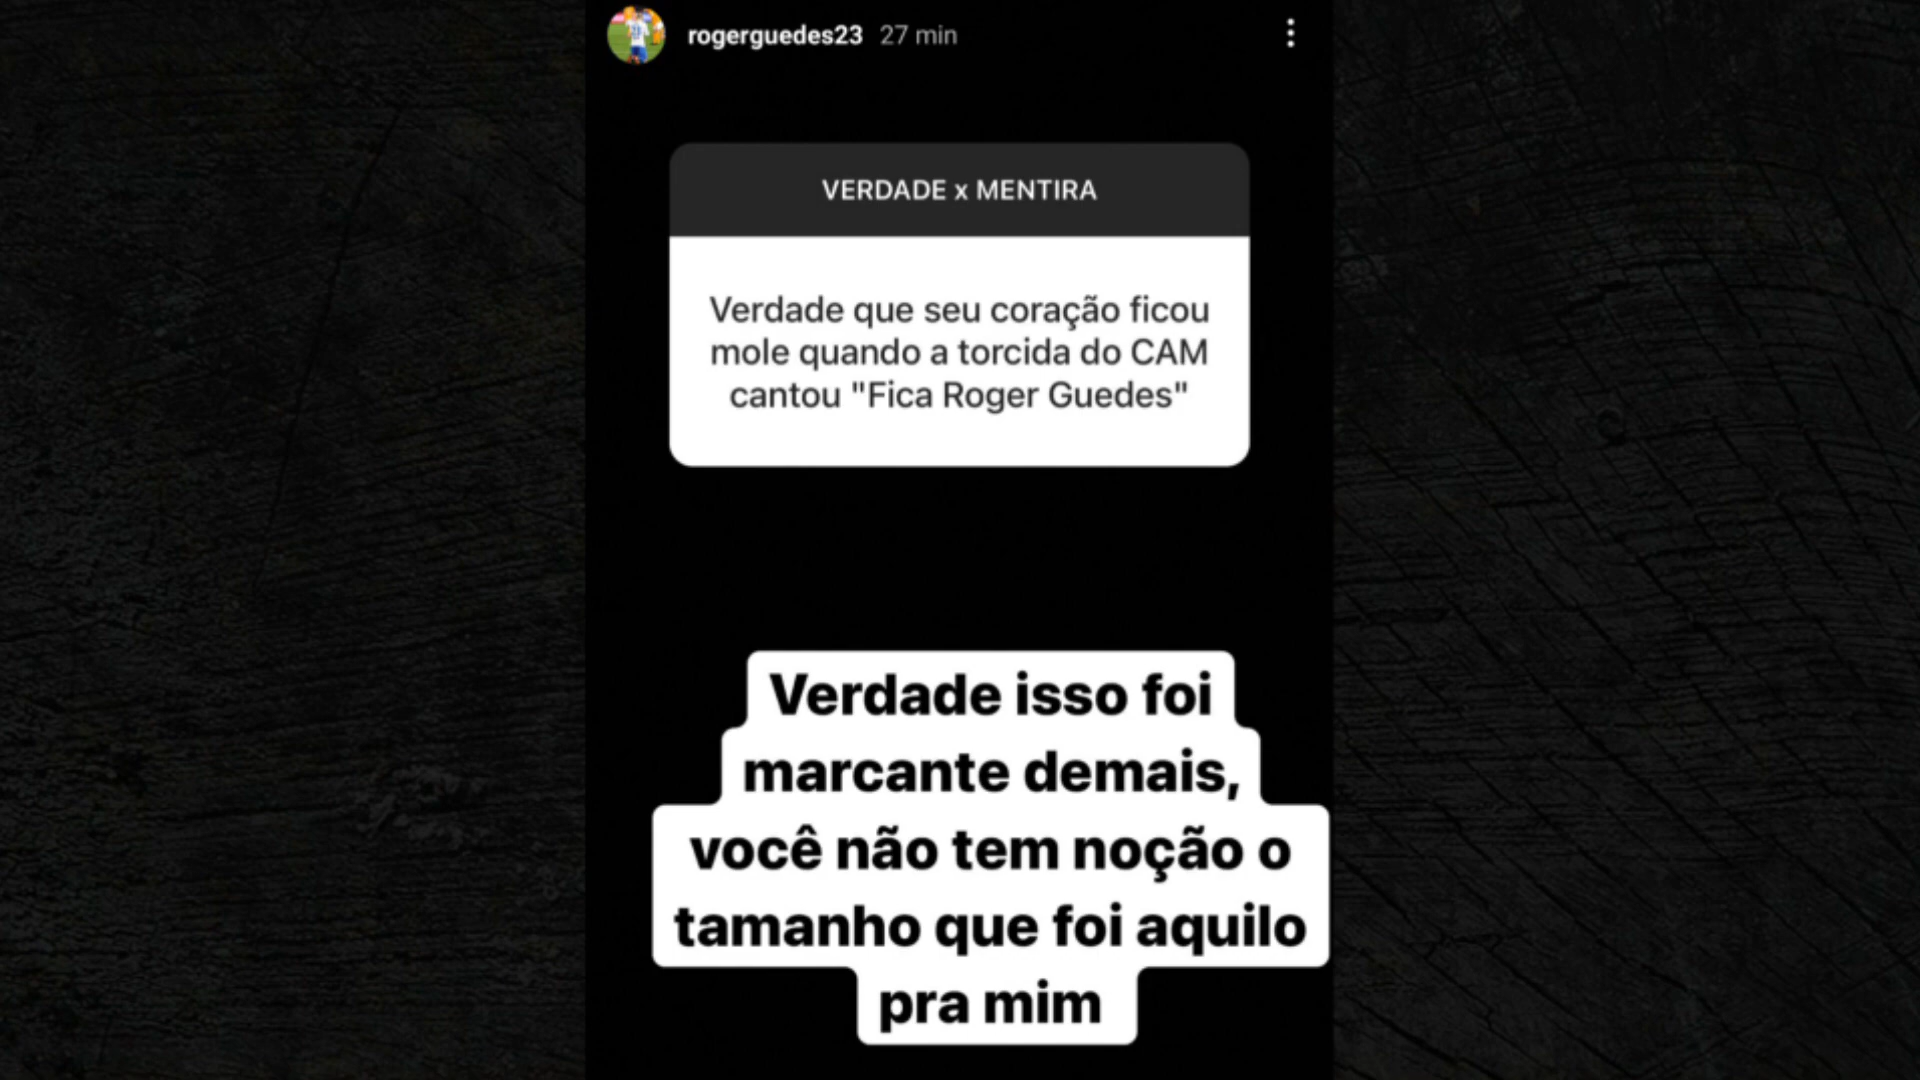 rogerguedes23 27 min
VERDADE x MENTIRA
Verdade que seu coração ficou
mole quando a torcida do CAM
cantou "Fica Roger Guedes"
Verdade isso foi
marcante demais,
você não tem noção o
tamanho que foi aquilo
pra mim